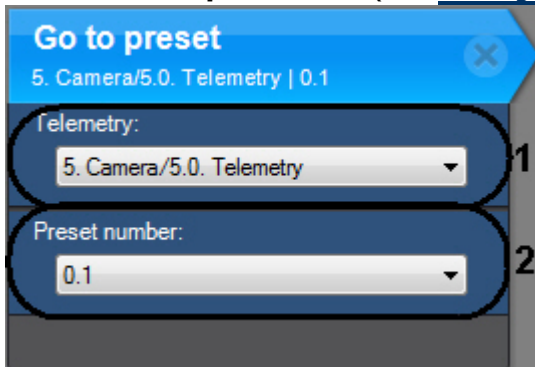 Go to preset
5. Camera/5.0. Telemetry | 0.1
Telemetry:
5. Camera/5.0. Telemetry
1
Preset number:
0.1
2